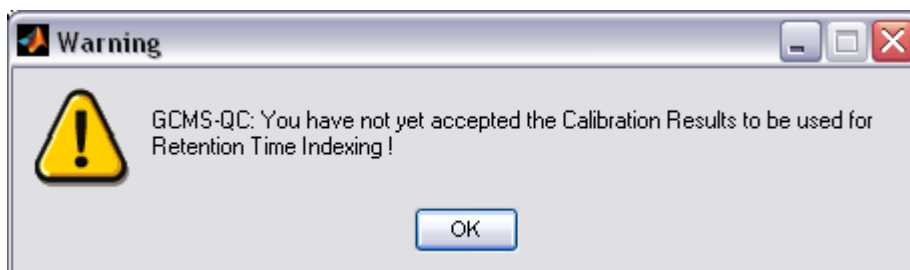 Warning
GCMS-QC: You have not yet accepted the Calibration Results to be used for
Retention Time Indexing !
OK